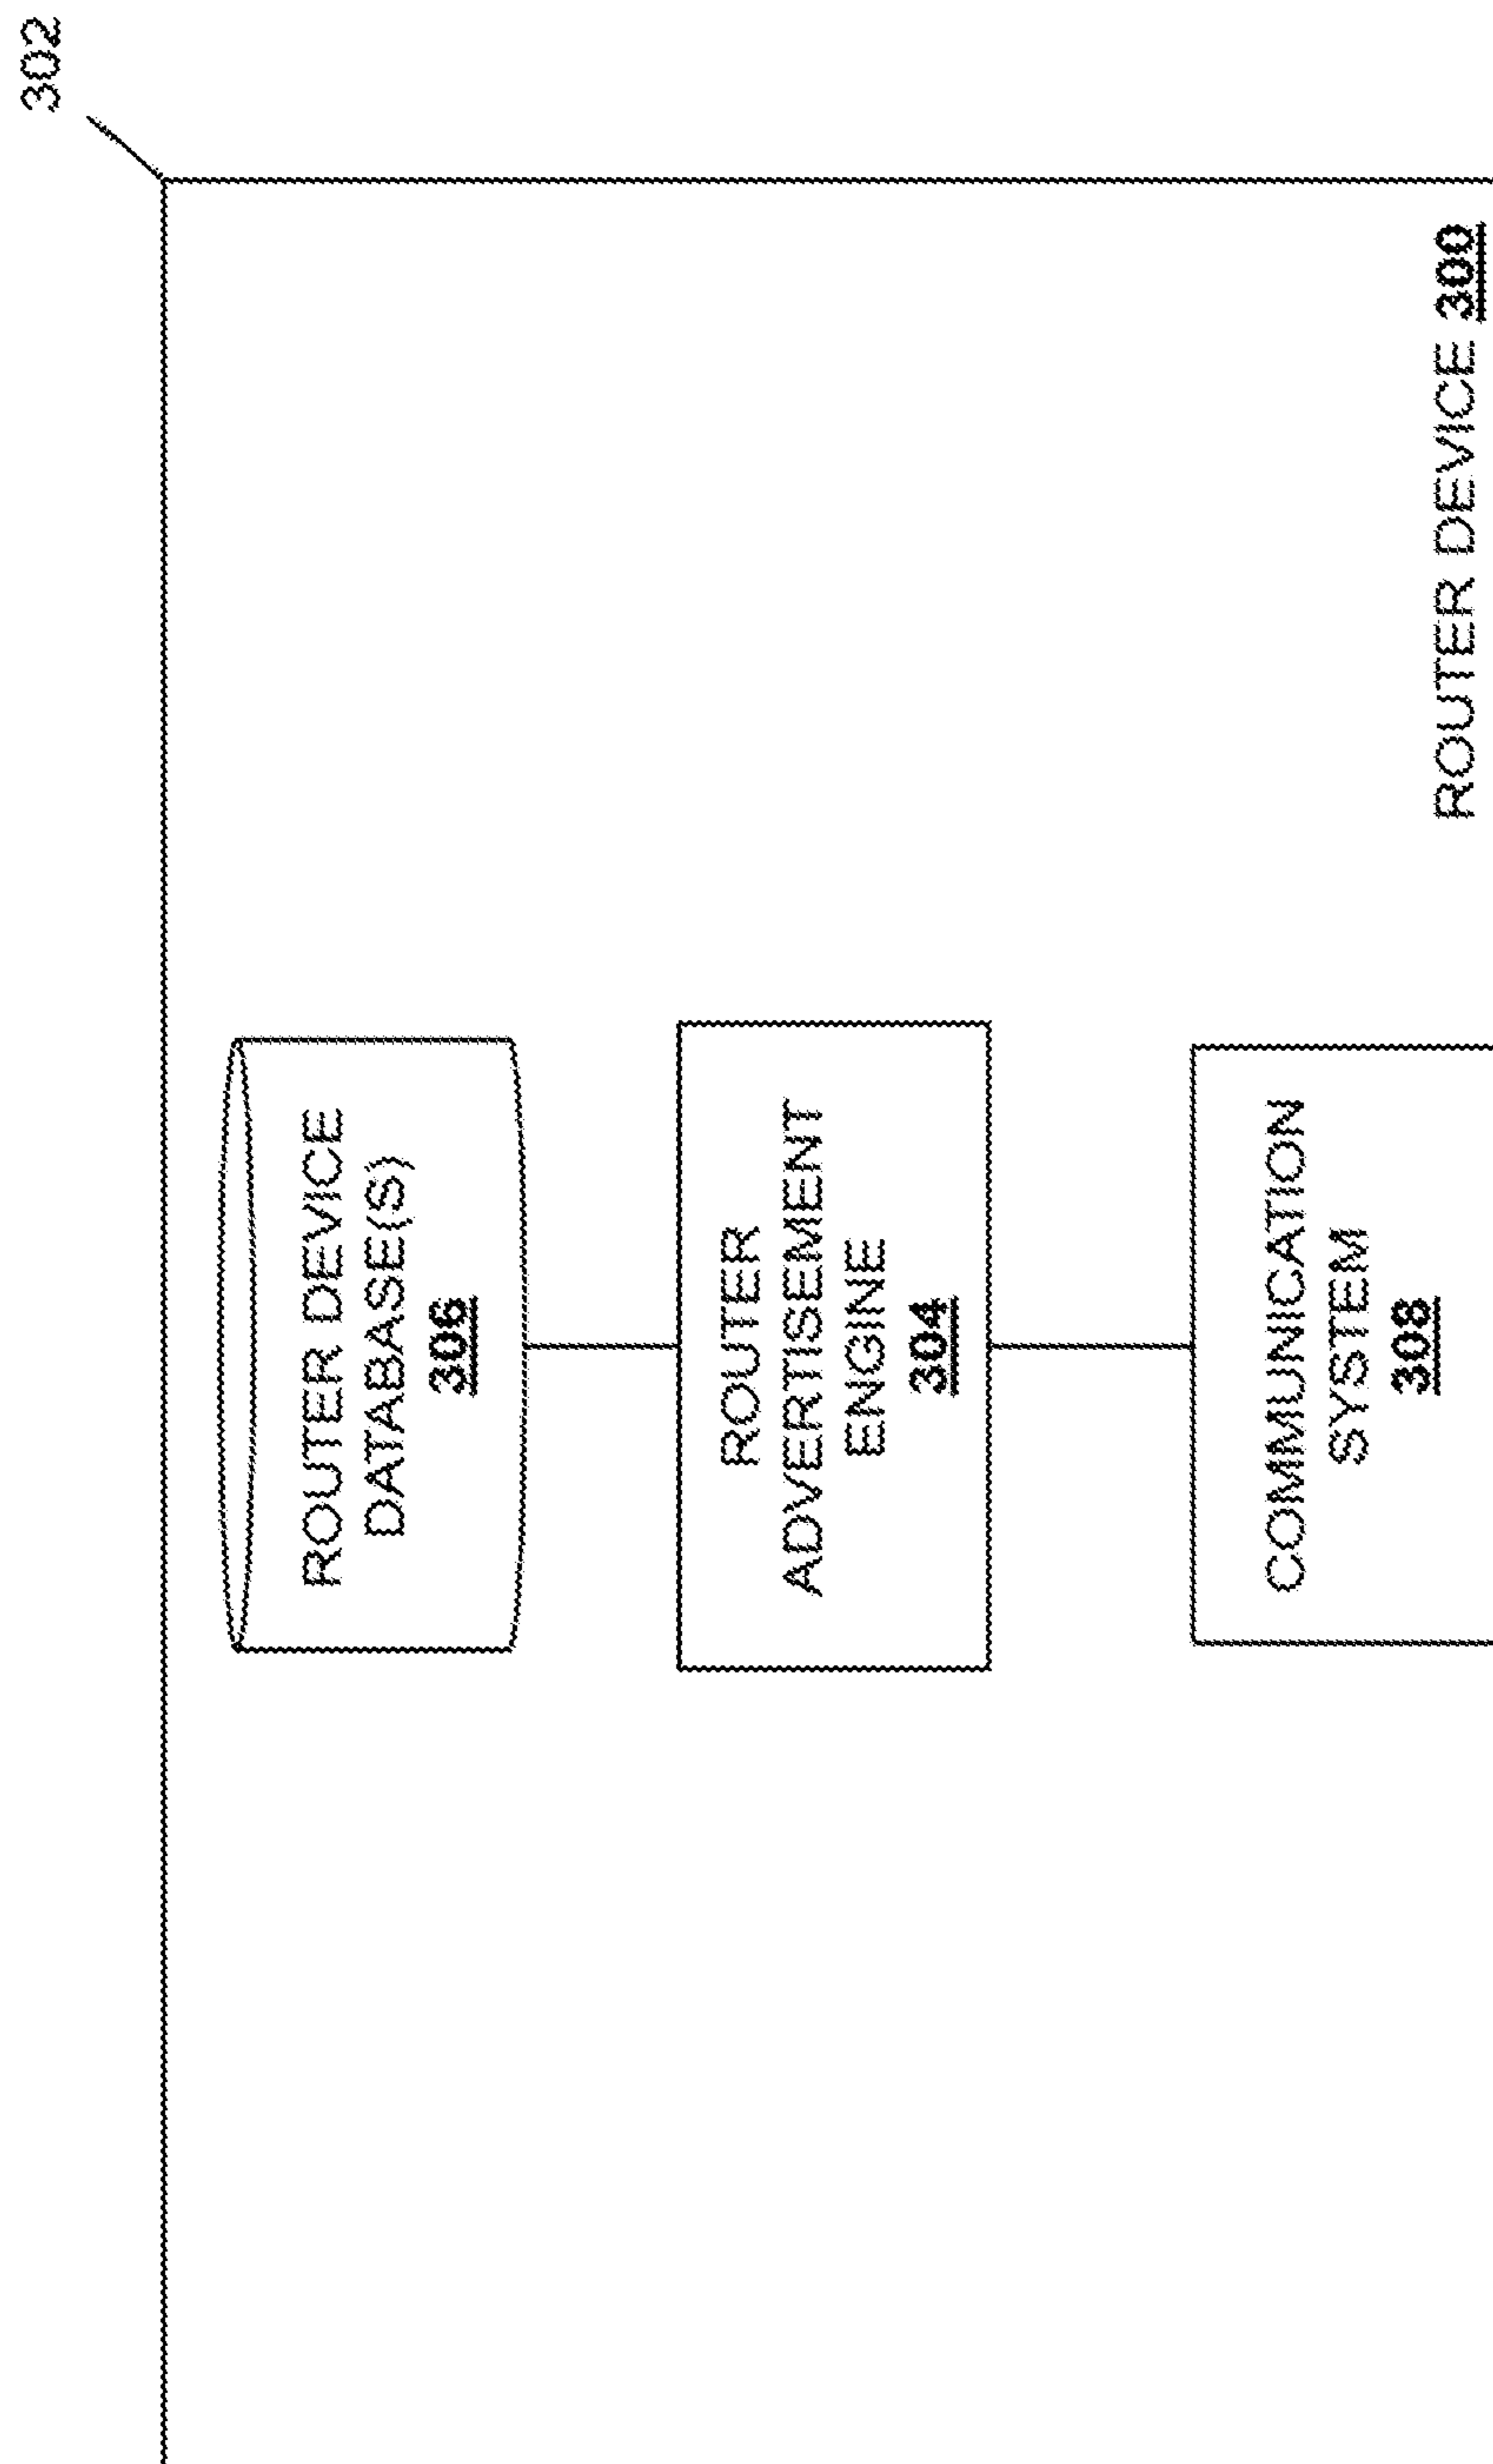 302
ROUTER DEVICE
DATABASE(S)
306
ROUTER
ADVERTISEMENT
ENGINE
304
COMMUNICATION
SYSTEM
308
ROUTER DEVICE 300